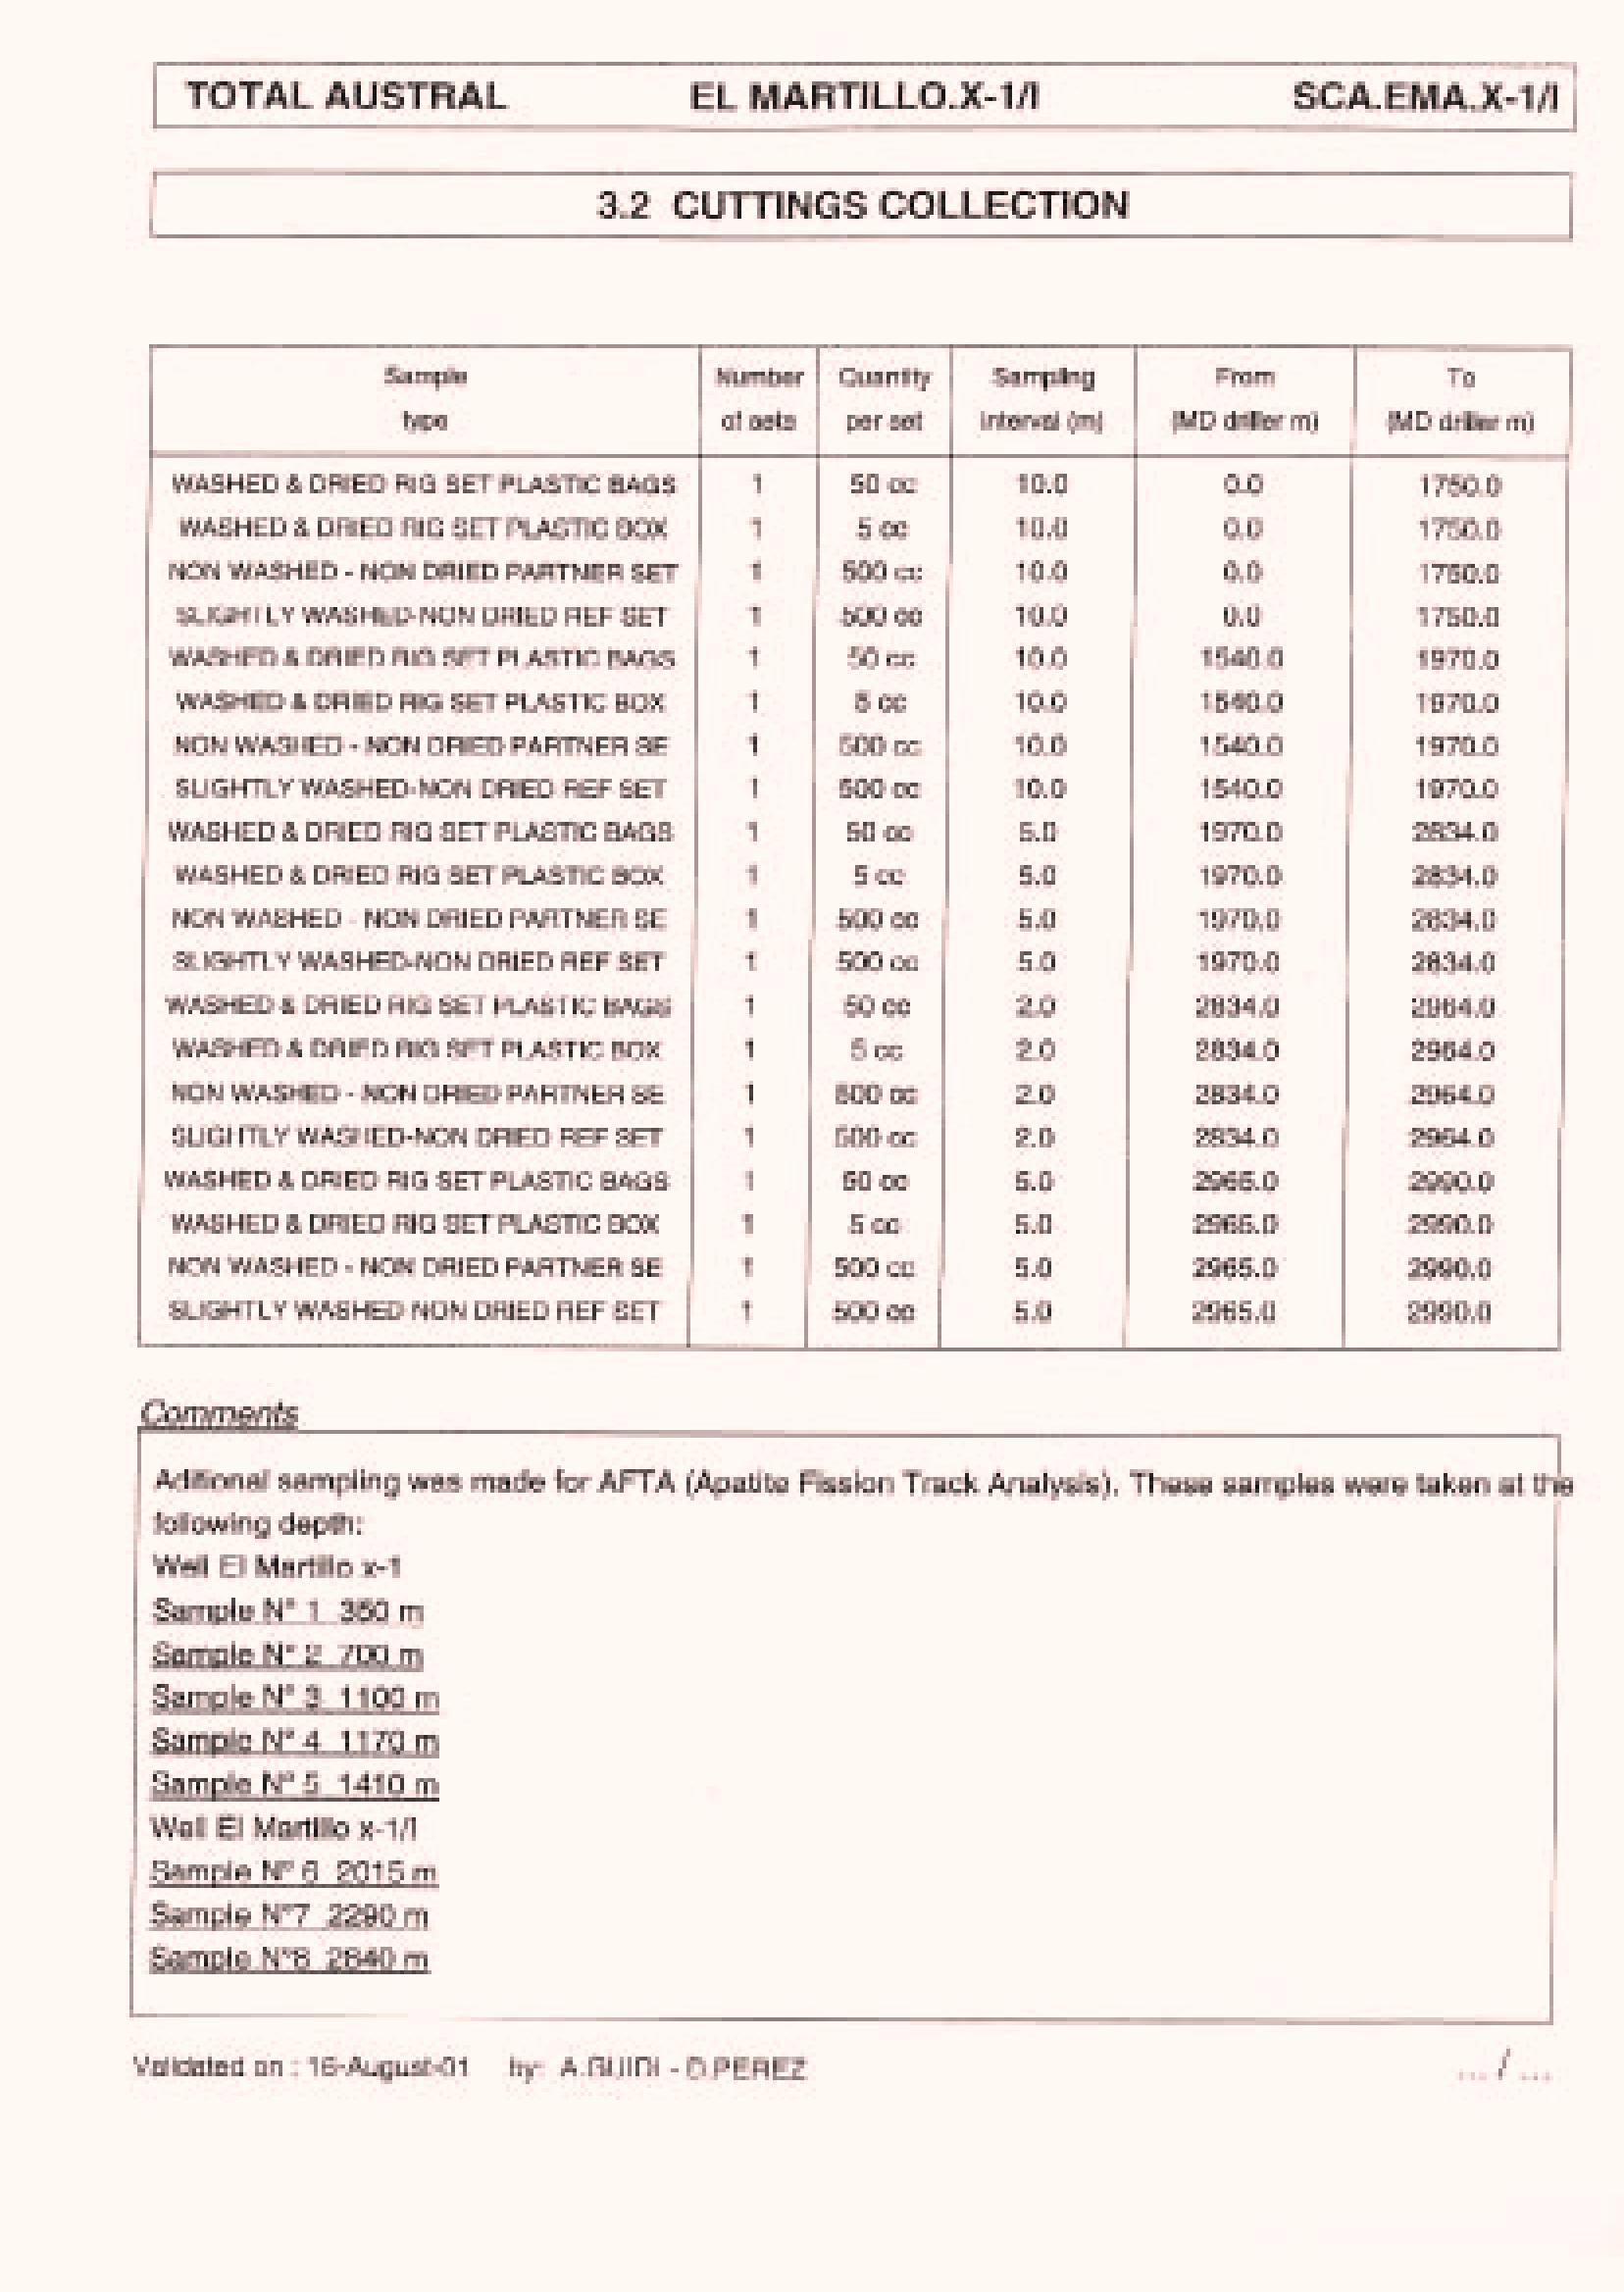 TOTAL AUSTRAL EL MARTILLO.X-1/I SCA.EMA.X-1/I
3.2 CUTTINGS COLLECTION
Sample Number Quantity Sampling From To
type of sets per set interval (m) (MD driller m) (MD driller m)
WASHED & DRIED RIG SET PLASTIC BAGS 1 50 cc 10.0 0.0 1750.0
WASHED & DRIED RIG SET PLASTIC BOX 1 5 cc 10.0 0.0 1750.0
NON WASHED - NON DRIED PARTNER SET 1 500 cc 10.0 0.0 1750.0
SLIGHTLY WASHED-NON DRIED REF SET 1 500 cc 10.0 0.0 1750.0
WASHED & DRIED RIG SET PLASTIC BAGS 1 50 cc 10.0 1540.0 1970.0
WASHED & DRIED RIG SET PLASTIC BOX 1 5 cc 10.0 1540.0 1970.0
NON WASHED - NON DRIED PARTNER SE 1 500 cc 10.0 1540.0 1970.0
SLIGHTLY WASHED-NON DRIED REF SET 1 500 cc 10.0 1540.0 1970.0
WASHED & DRIED RIG SET PLASTIC BAGS 1 50 cc 5.0 1970.0 2834.0
WASHED & DRIED RIG SET PLASTIC BOX 1 5 cc 5.0 1970.0 2834.0
NON WASHED - NON DRIED PARTNER SE 1 500 cc 5.0 1970.0 2834.0
SLIGHTLY WASHED-NON DRIED REF SET 1 500 cc 5.0 1970.0 2834.0
WASHED & DRIED RIG SET PLASTIC BAGS 1 50 cc 2.0 2834.0 2964.0
WASHED & DRIED RIG SET PLASTIC BOX 1 5 cc 2.0 2834.0 2964.0
NON WASHED - NON DRIED PARTNER SE 1 500 cc 2.0 2834.0 2964.0
SLIGHTLY WASHED-NON DRIED REF SET 1 500 cc 2.0 2834.0 2964.0
WASHED & DRIED RIG SET PLASTIC BAGS 1 50 cc 5.0 2965.0 2990.0
WASHED & DRIED RIG SET PLASTIC BOX 1 5 cc 5.0 2965.0 2990.0
NON WASHED - NON DRIED PARTNER SE 1 500 cc 5.0 2965.0 2990.0
SLIGHTLY WASHED-NON DRIED REF SET 1 500 cc 5.0 2965.0 2990.0
Comments
Aditional sampling was made for AFTA (Apatite Fission Track Analysis). These samples were taken at the
following depth:
Well El Martillo x-1
Sample N° 1 350 m
Sample N° 2 700 m
Sample N° 3 1100 m
Sample N° 4 1170 m
Sample N° 5 1410 m
Well El Martillo x-1/I
Sample N° 6 2015 m
Sample N°7 2290 m
Sample N°8 2840 m
Validated on : 16-August-01 by: A.GUIDI - D.PEREZ .../ ...